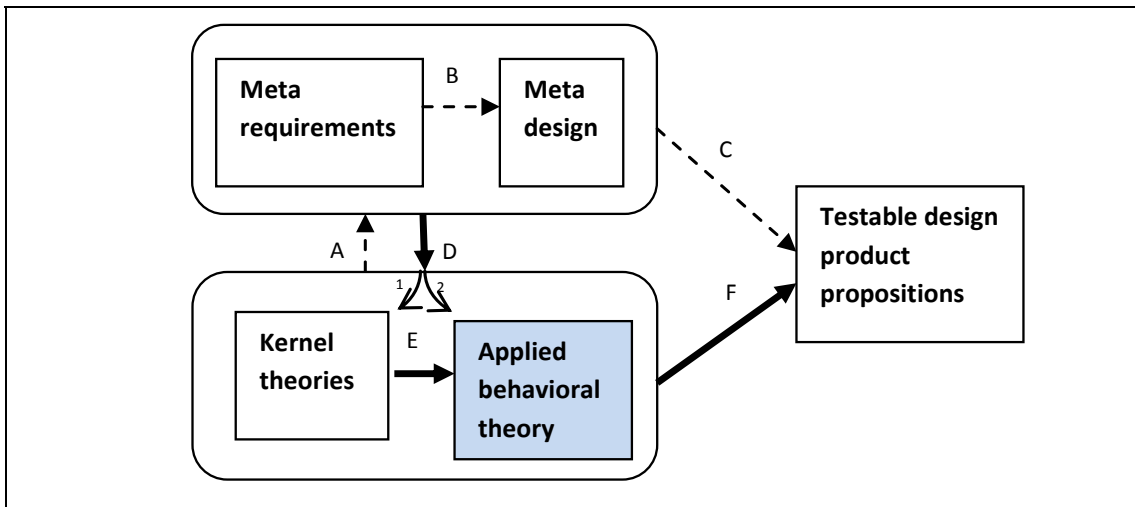 Meta
requirements
B
Meta
design
C
Testable design
product
propositions
A
D
1
2
Kernel
theories
E
Applied
behavioral
theory
F